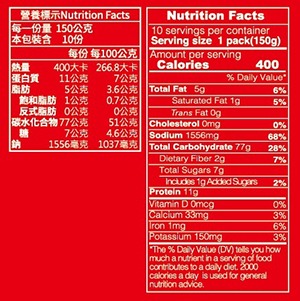 營養標示Nutrition Facts
每一份量 150公克
本包裝含 10份
每份 每100公克
熱量 400大卡 266.8大卡
蛋白質 11公克 7公克
脂肪 5公克 3.6公克
飽和脂肪 1公克 0.7公克
反式脂肪 0公克 0公克
碳水化合物 77公克 51公克
糖 7公克 4.6公克
鈉 1556毫克 1037毫克
Nutrition Facts
10 servings per container
Serving size 1 pack(150g)
Amount per serving
Calories 400
% Daily Value*
Total Fat 5g 6%
Saturated Fat 1g 5%
Trans Fat 0g
Cholesterol 0mg 0%
Sodium 1556mg 68%
Total Carbohydrate 77g 28%
Dietary Fiber 2g 7%
Total Sugars 7g
Includes 1g Added Sugars 2%
Protein 11g
Vitamin D 0mcg 0%
Calcium 33mg 3%
Iron 1mg 6%
Potassium 150mg 3%
*The % Daily Value (DV) tells you how
much a nutrient in a serving of food
contributes to a daily diet. 2000
calories a day is used for general
nutrition advice.